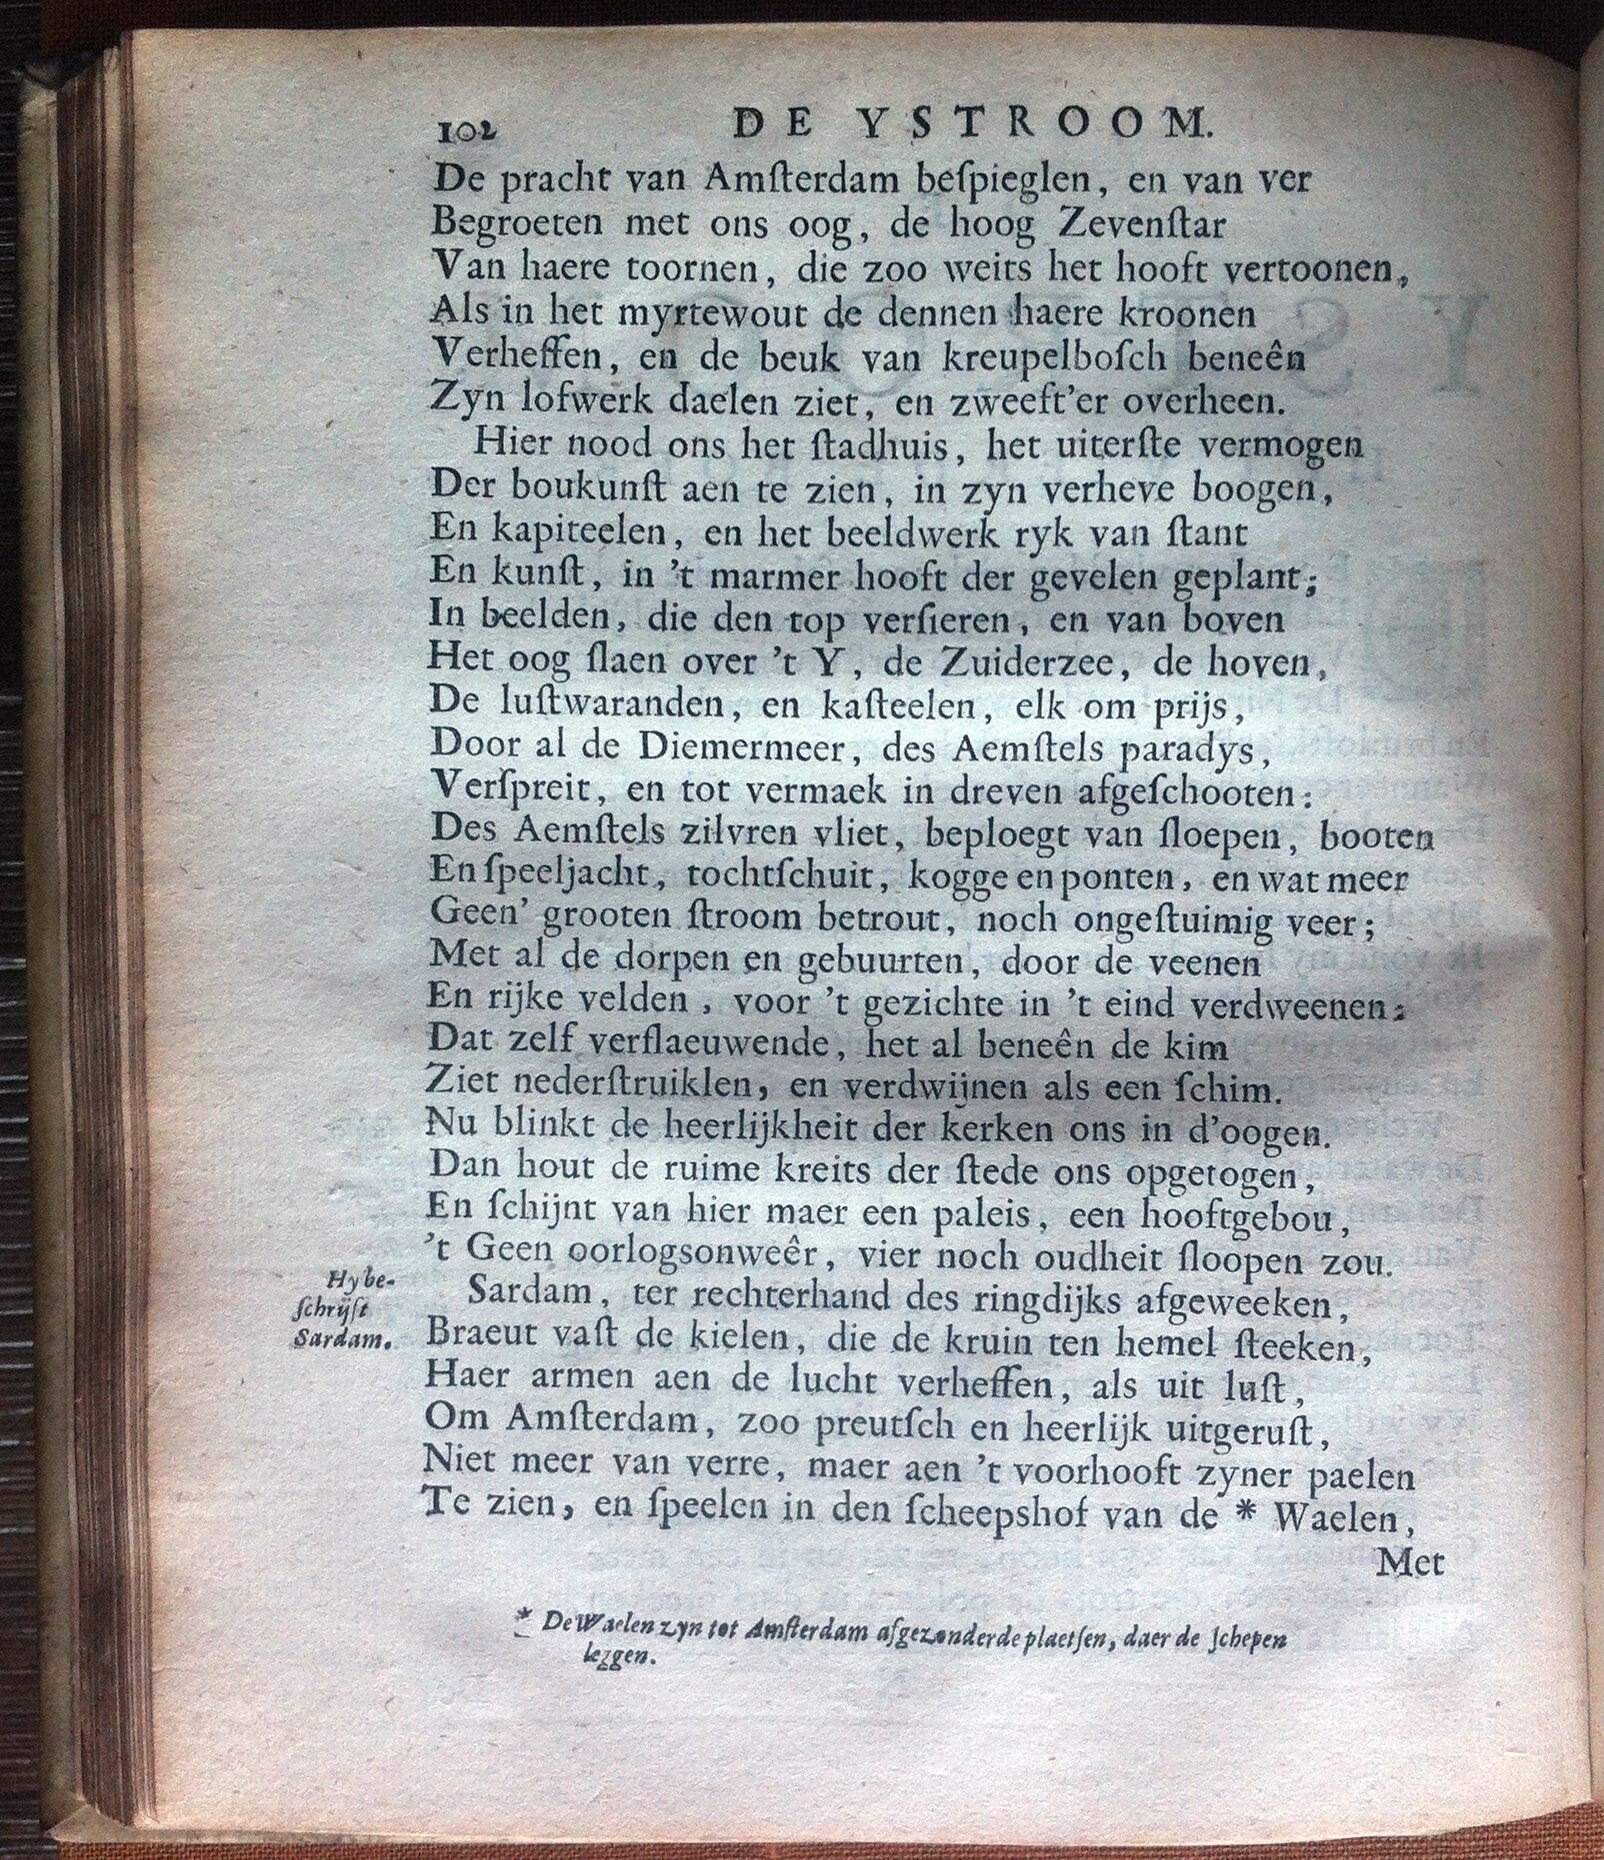 102 DE YSTROOM.
De pracht van Amſterdam beſpieglen, en van ver
Begroeten met ons oog, de hoog Zevenſtar
Van haere toornen, die zoo weits het hooft vertoonen,
Als in het myrtewout de dennen haere kroonen
Verheffen, en de beuk van kreupelboſch beneên
Zyn lofwerk daelen ziet, en zweeft'er overheen.
Hier nood ons het ſtadhuis, het uiterſte vermogen
Der boukunſt aen te zien, in zyn verheve boogen,
En kapiteelen, en het beeldwerk ryk van ſtant
En kunſt, in 't marmer hooft der gevelen geplant;
In beelden, die den top verſieren, en van boven
Het oog ſlaen over 't Y, de Zuiderzee, de hoven,
De luſtwaranden, en kaſteelen, elk om prijs,
Door al de Diemermeer, des Aemſtels paradys,
Verſpreit, en tot vermaek in dreven afgeſchooten:
Des Aemſtels zilvren vliet, beploegt van ſloepen, booten
En ſpeeljacht, tochtſchuit, kogge en ponten, en wat meer
Geen' grooten ſtroom betrout, noch ongeſtuimig veer;
Met al de dorpen en gebuurten, door de veenen
En rijke velden, voor 't gezichte in 't eind verdweenen:
Dat zelf verflaeuwende, het al beneên de kim
Ziet nederſtruiklen, en verdwijnen als een ſchim.
Nu blinkt de heerlijkheit der kerken ons in d'oogen.
Dan hout de ruime kreits der ſtede ons opgetogen,
En ſchijnt van hier maer een paleis, een hooftgebou,
't Geen oorlogsonweêr, vier noch oudheit ſloopen zou.
Hy be-
ſchrijft
Sardam.
Sardam, ter rechterhand des ringdijks afgeweeken,
Braeut vaſt de kielen, die de kruin ten hemel ſteeken,
Haer armen aen de lucht verheffen, als uit luſt,
Om Amſterdam, zoo preutſch en heerlijk uitgeruſt,
Niet meer van verre, maer aen 't voorhooft zyner paelen
Te zien, en ſpeelen in den ſcheepshof van de * Waelen,
Met
* De Waelen zyn tot Amſterdam afgezonderde plaetſen, daer de ſchepen
leggen.